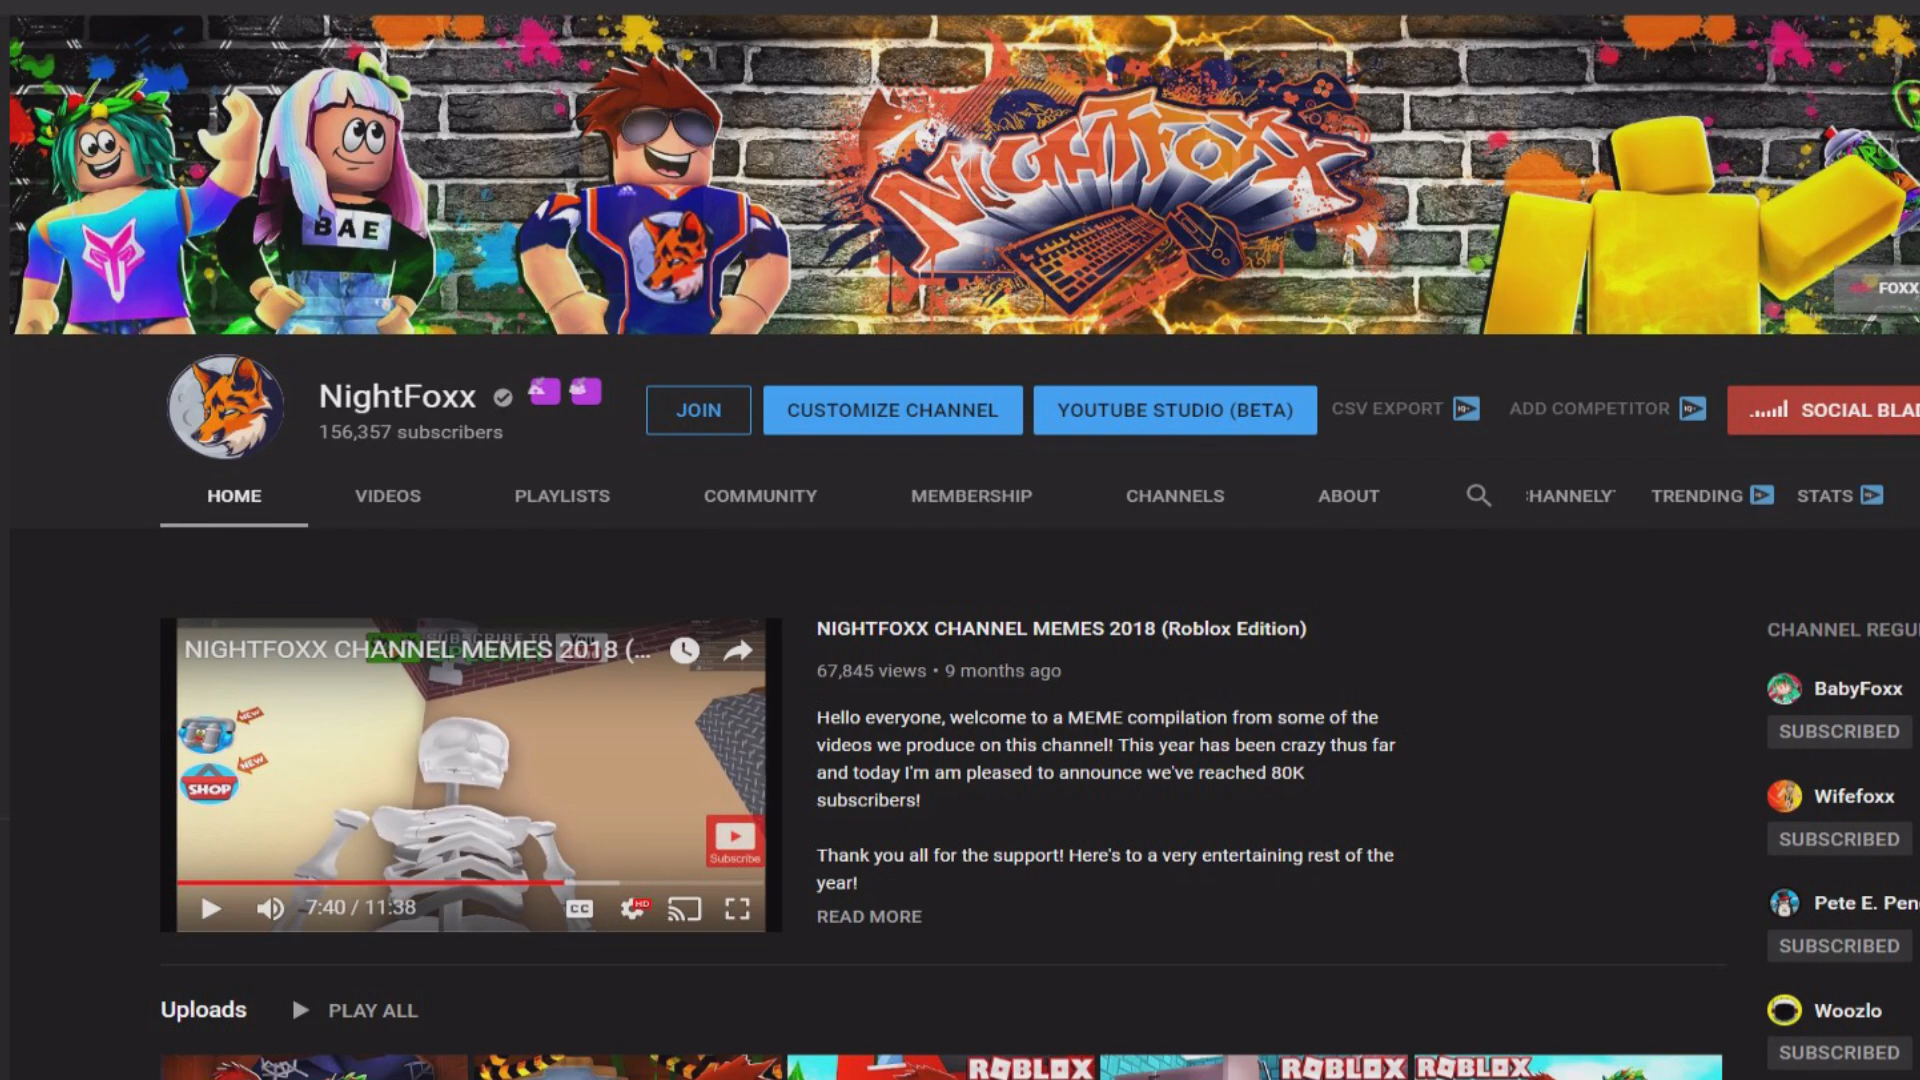 BAE
NIGHTFOXX
FOXX
NightFoxx
156,357 subscribers
JOIN
CUSTOMIZE CHANNEL
YOUTUBE STUDIO (BETA)
CSV EXPORT
ADD COMPETITOR
SOCIAL BLAD
HOME
VIDEOS
PLAYLISTS
COMMUNITY
MEMBERSHIP
CHANNELS
ABOUT
HANNELY
TRENDING
STATS
NIGHTFOXX CHANNEL MEMES 2018 (...
NEW
NEW
SHOP
Subscribe
7:40 / 11:38
CC
HD
NIGHTFOXX CHANNEL MEMES 2018 (Roblox Edition)
67,845 views • 9 months ago
Hello everyone, welcome to a MEME compilation from some of the
videos we produce on this channel! This year has been crazy thus far
and today I'm am pleased to announce we've reached 80K
subscribers!
Thank you all for the support! Here's to a very entertaining rest of the
year!
READ MORE
CHANNEL REGU
BabyFoxx
SUBSCRIBED
Wifefoxx
SUBSCRIBED
Pete E. Pen
SUBSCRIBED
Woozlo
SUBSCRIBED
Uploads
PLAY ALL
ROBLOX
ROBLOX
ROBLOX